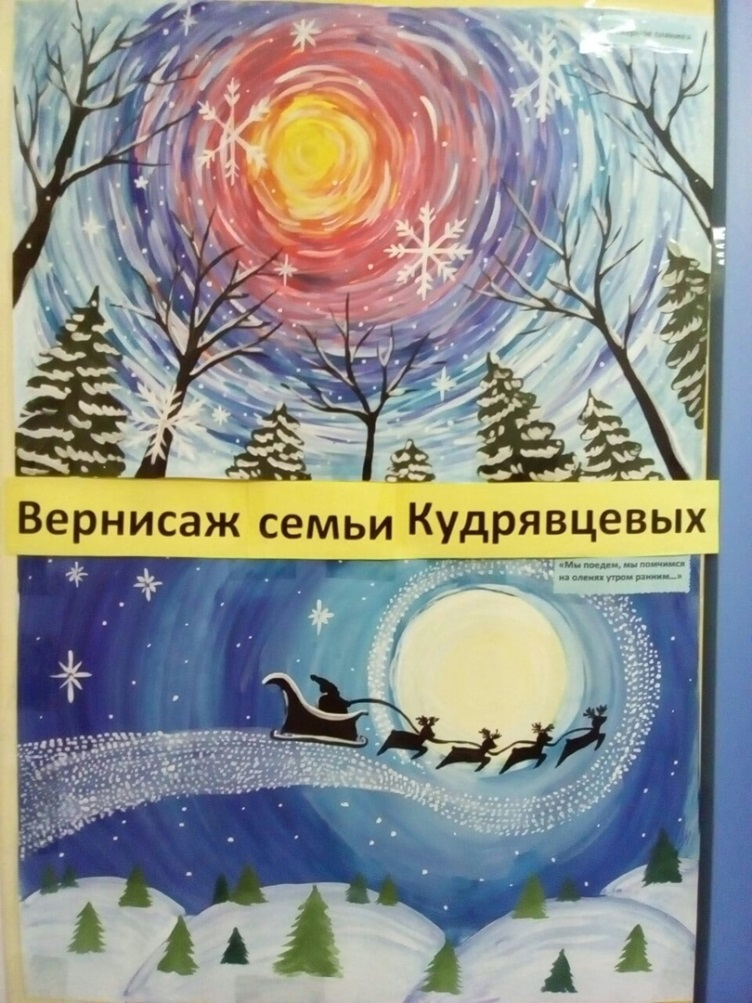 Вернисаж семьи Кудрявцевых
«Мы поедем, мы помчимся
на оленях утром ранним...»